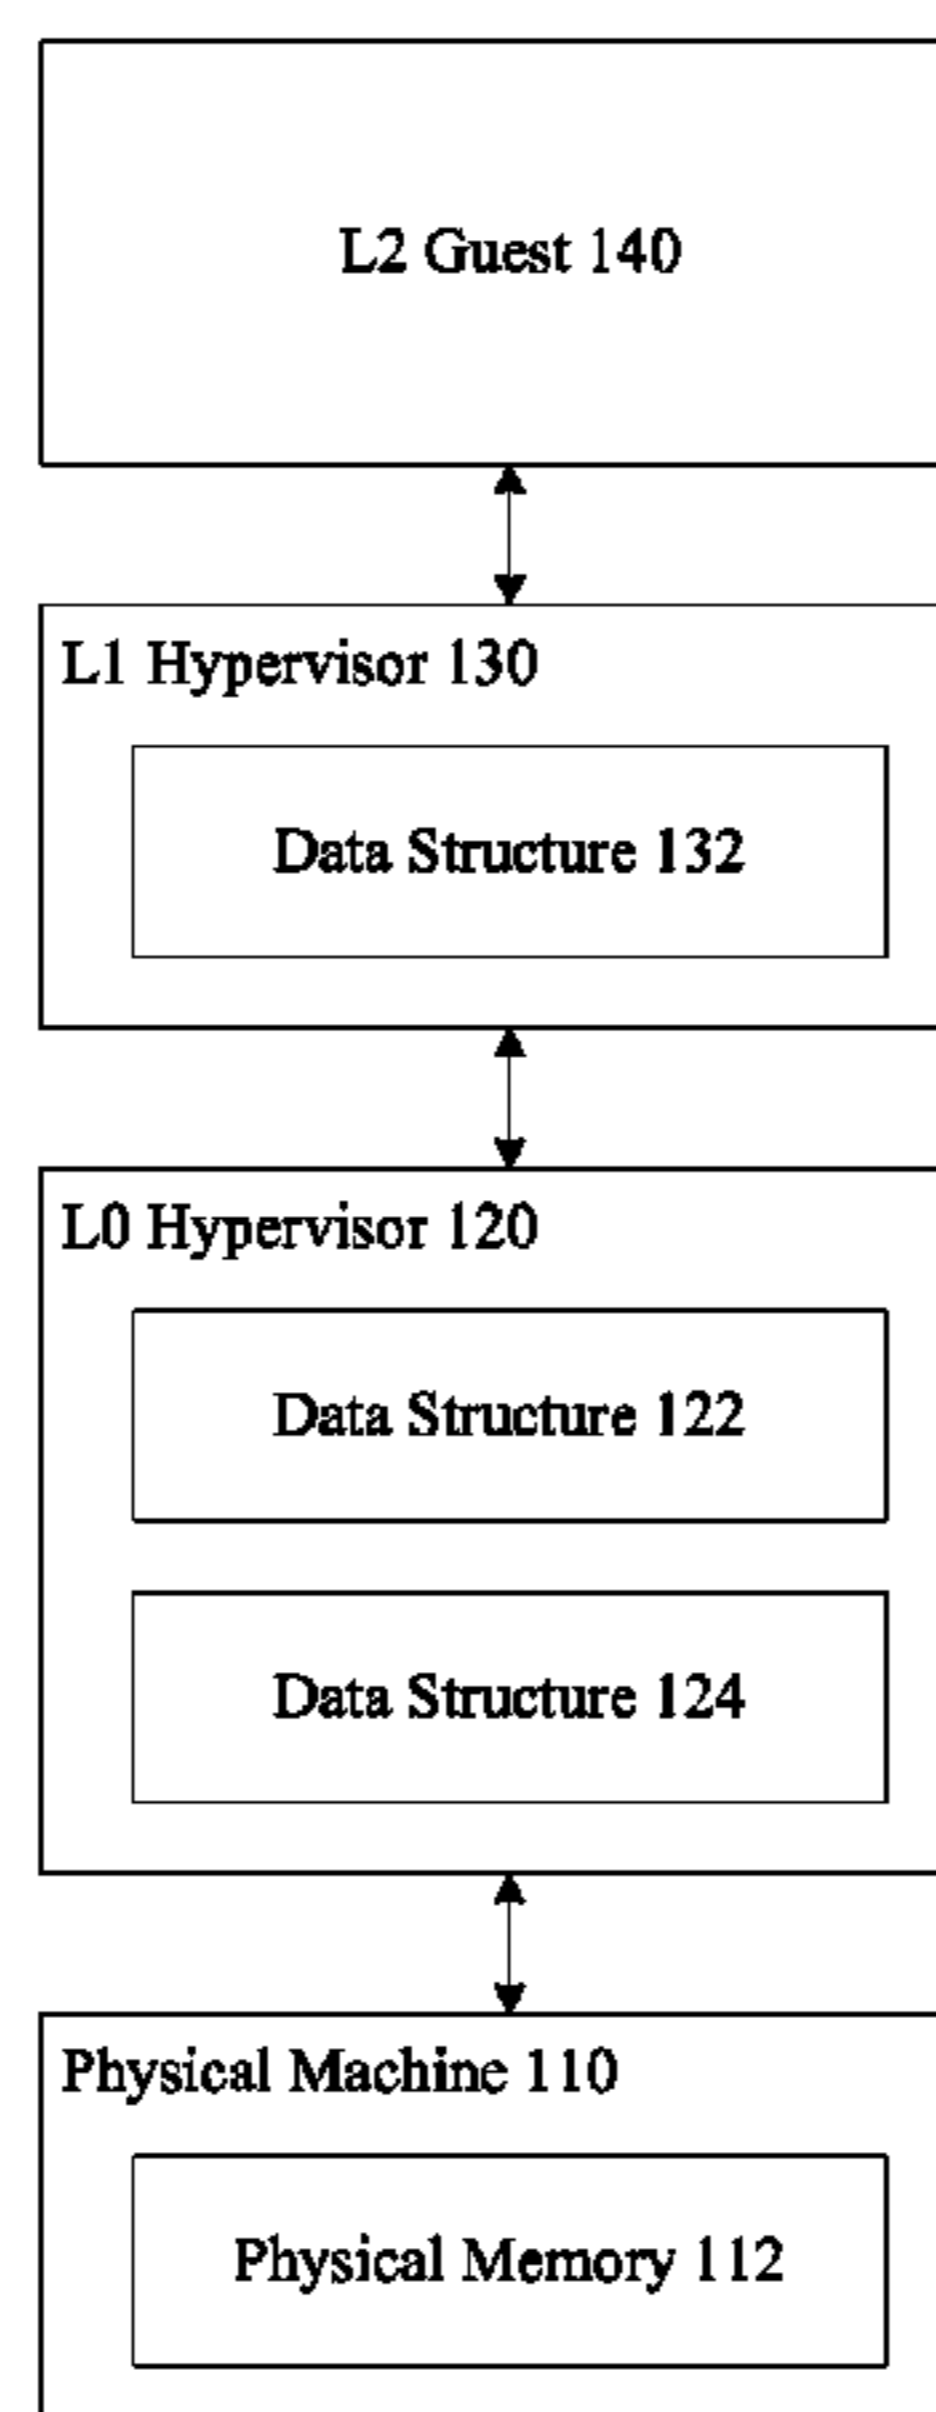 L2 Guest 140
L1 Hypervisor 130
Data Structure 132
L0 Hypervisor 120
Data Structure 122
Data Structure 124
Physical Machine 110
Physical Memory 112